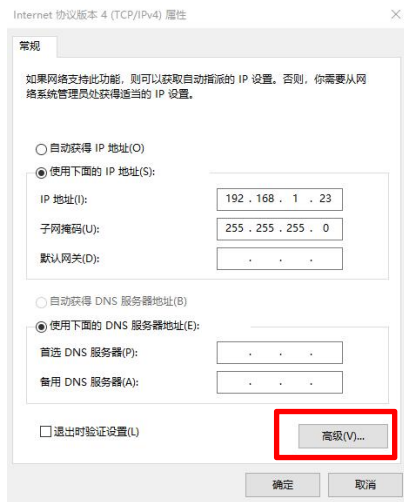 Internet 协议版本 4 (TCP/IPv4) 属性
常规
如果网络支持此功能，则可以获取自动指派的 IP 设置。否则，你需要从网
络系统管理员处获得适当的 IP 设置。
自动获得 IP 地址(O)
使用下面的 IP 地址(S):
IP 地址(I): 192 . 168 . 1 . 23
子网掩码(U): 255 . 255 . 255 . 0
默认网关(D): . . .
自动获得 DNS 服务器地址(B)
使用下面的 DNS 服务器地址(E):
首选 DNS 服务器(P): . . .
备用 DNS 服务器(A): . . .
退出时验证设置(L)
高级(V)...
确定 取消